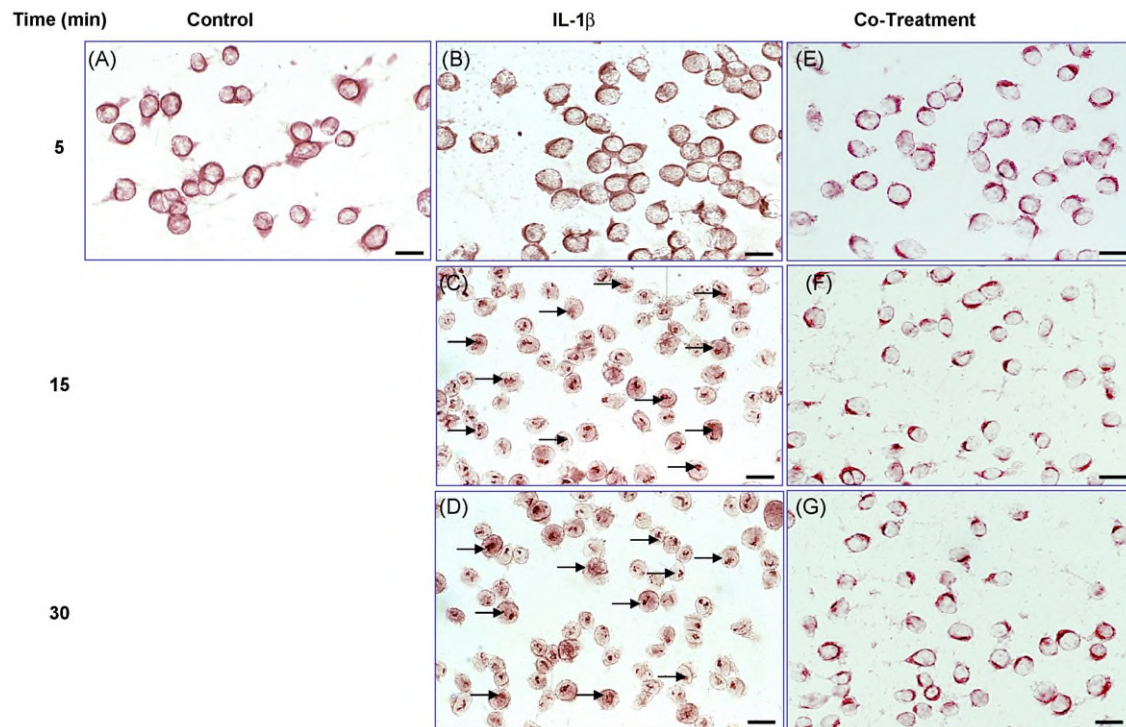 Time (min) Control IL-1β Co-Treatment
(A) (B) (E)
5
(C) (F)
15
(D) (G)
30